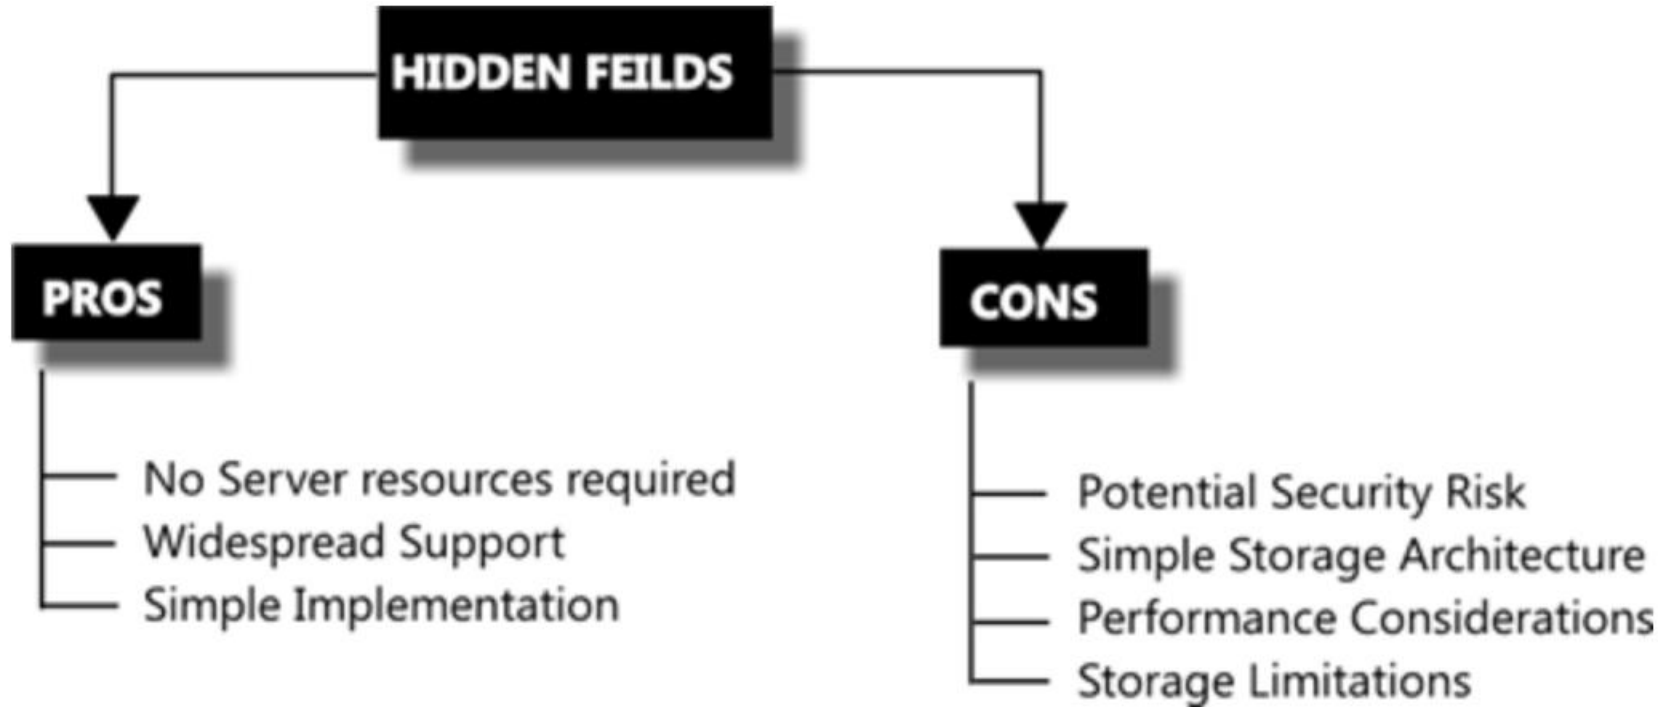 HIDDEN FEILDS
PROS
No Server resources required
Widespread Support
Simple Implementation
CONS
Potential Security Risk
Simple Storage Architecture
Performance Considerations
Storage Limitations